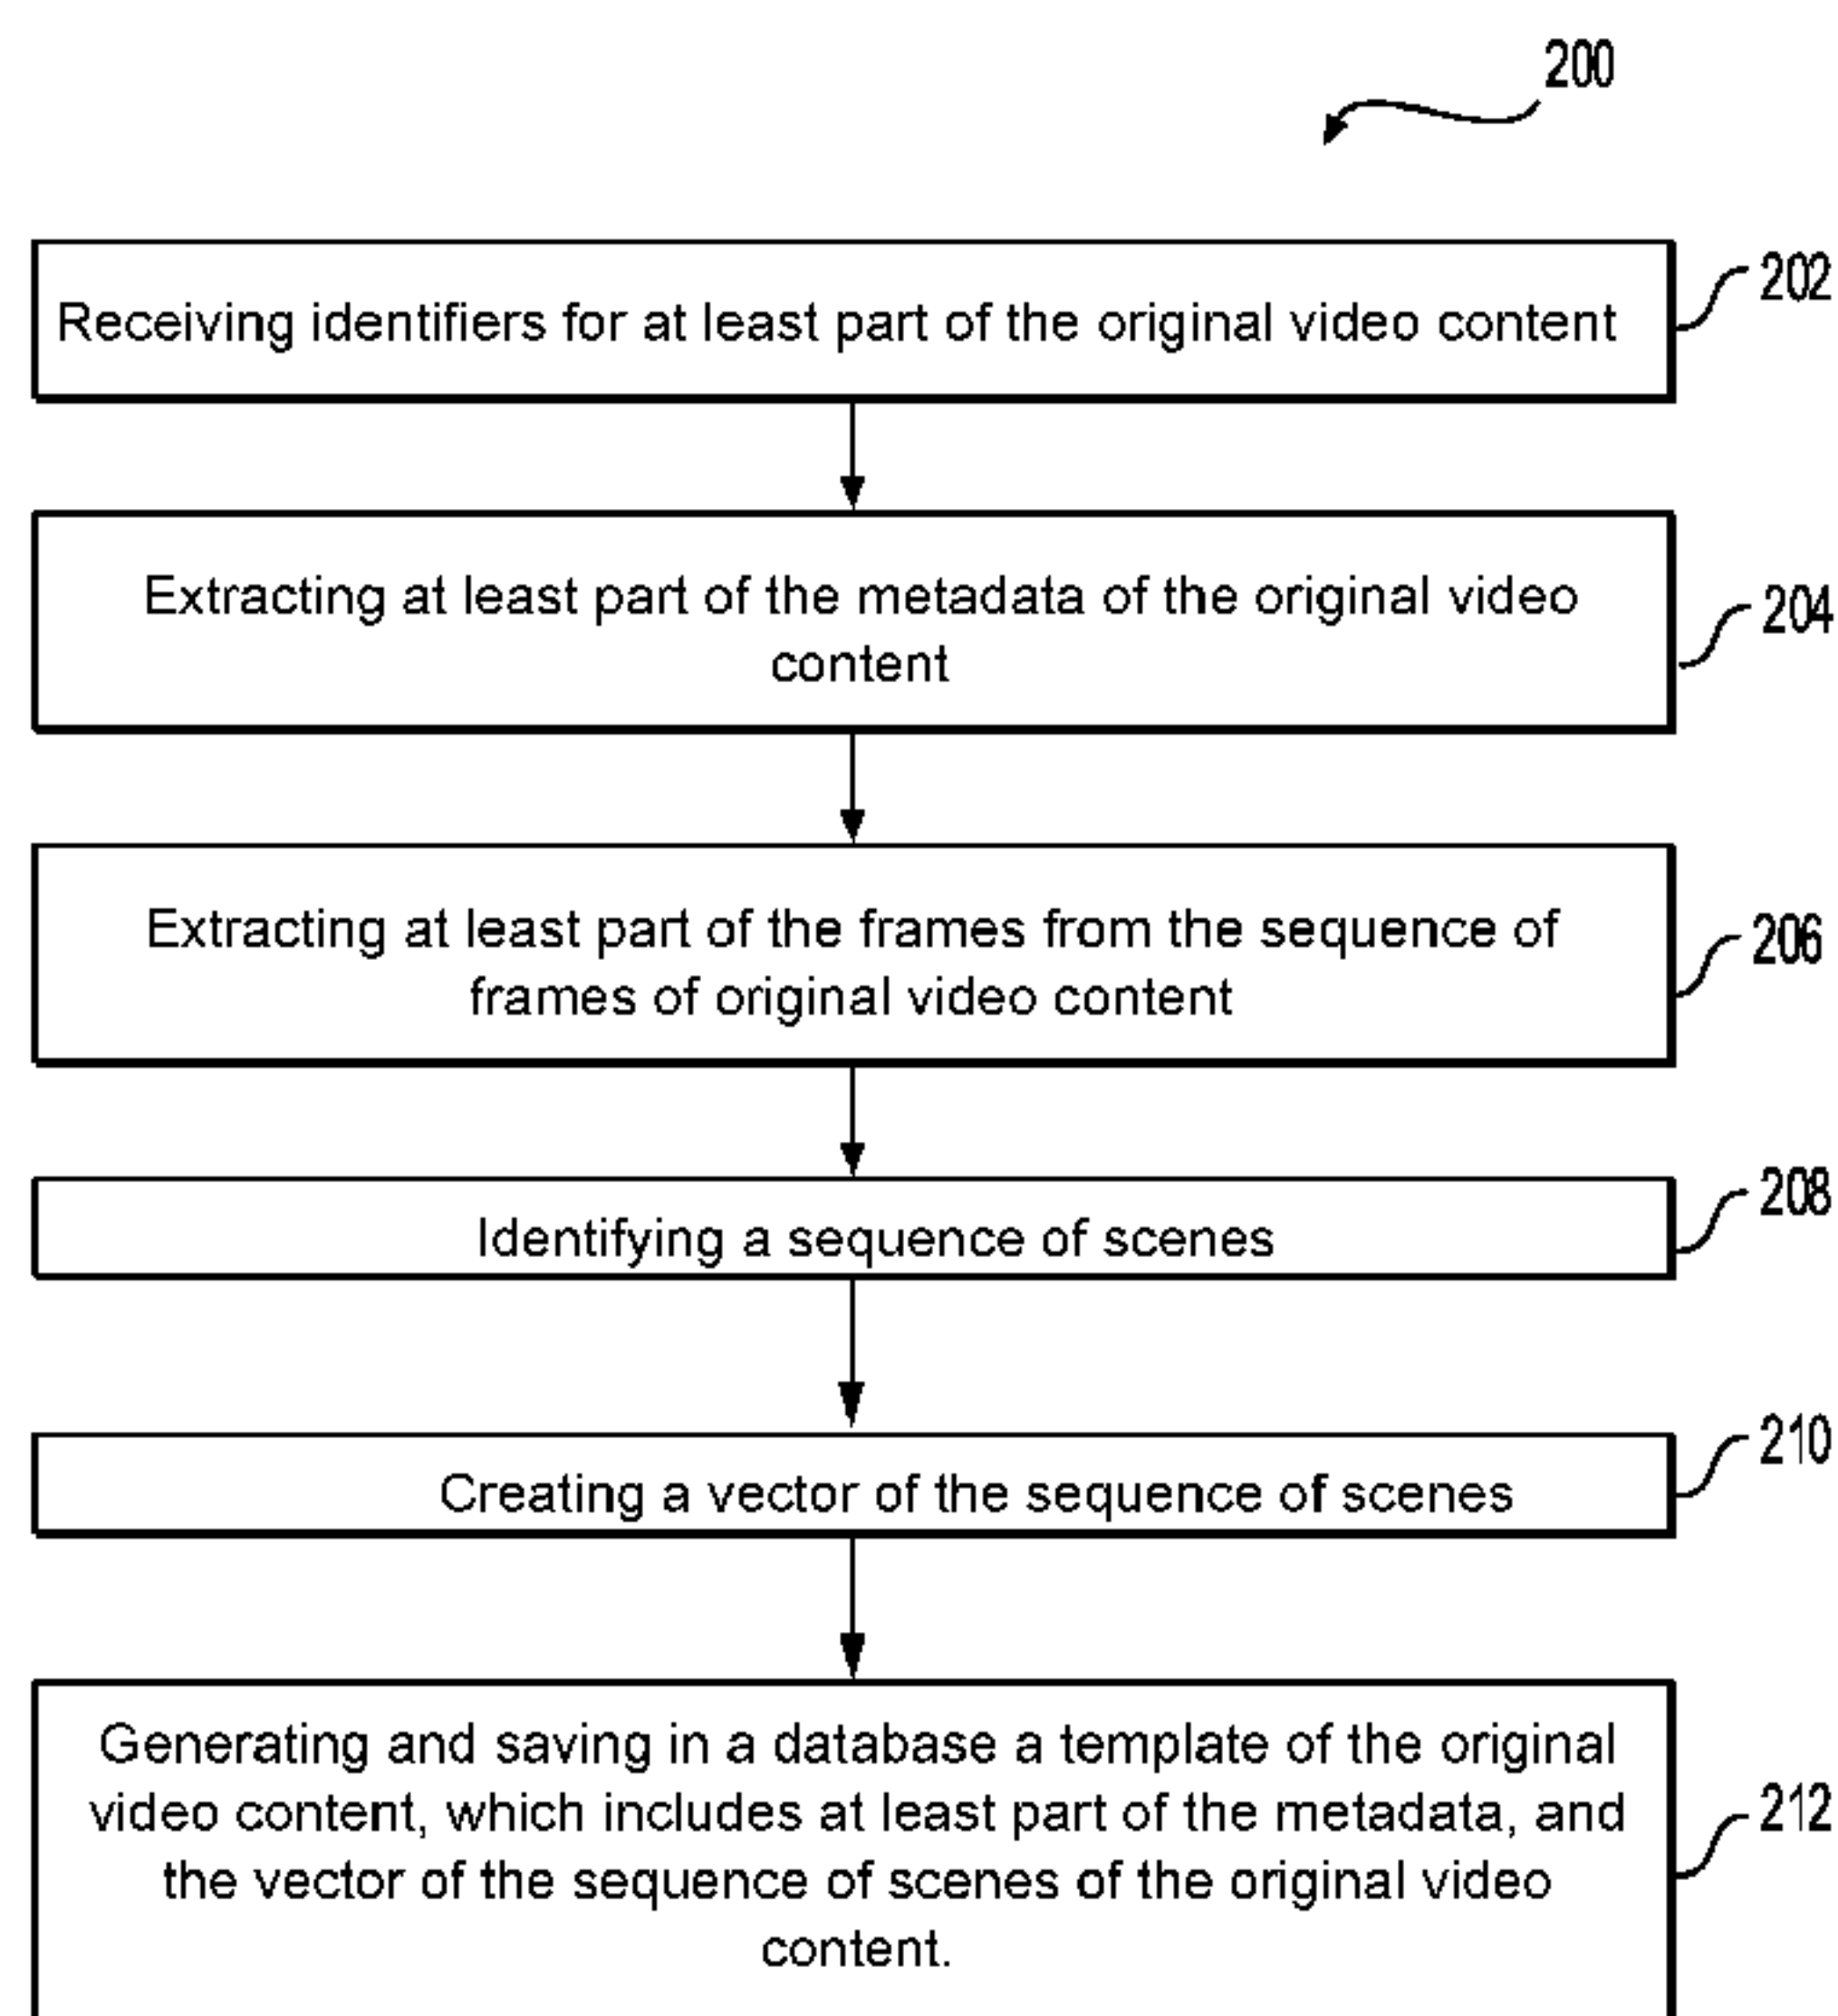 200
Receiving identifiers for at least part of the original video content
202
Extracting at least part of the metadata of the original video
content
204
Extracting at least part of the frames from the sequence of
frames of original video content
206
Identifying a sequence of scenes
208
Creating a vector of the sequence of scenes
210
Generating and saving in a database a template of the original
video content, which includes at least part of the metadata, and
the vector of the sequence of scenes of the original video
content.
212